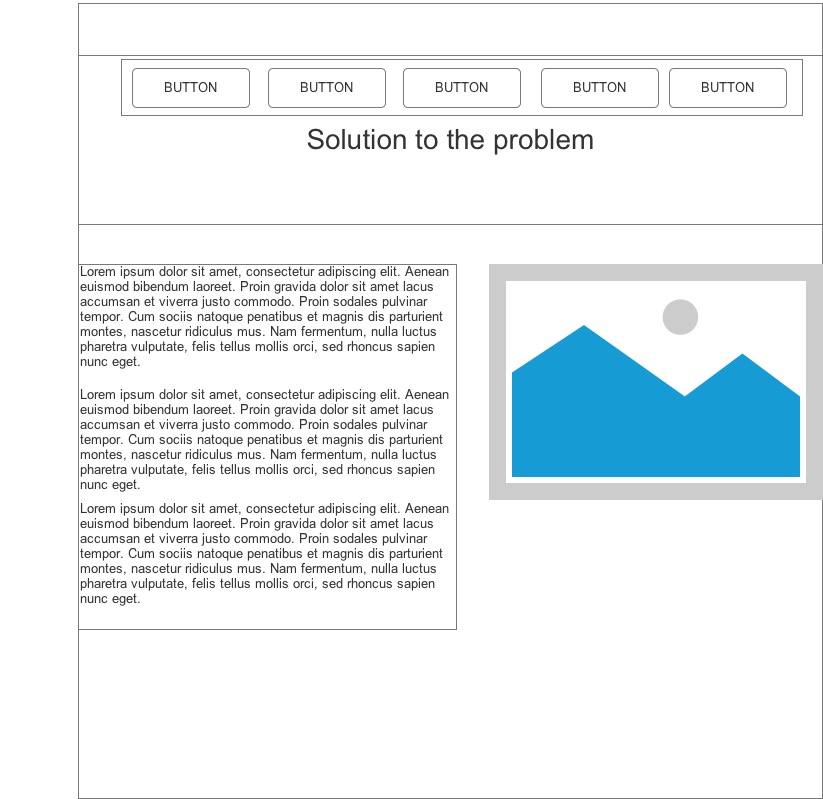 BUTTON BUTTON BUTTON BUTTON BUTTON
Solution to the problem
Lorem ipsum dolor sit amet, consectetur adipiscing elit. Aenean
euismod bibendum laoreet. Proin gravida dolor sit amet lacus
accumsan et viverra justo commodo. Proin sodales pulvinar
tempor. Cum sociis natoque penatibus et magnis dis parturient
montes, nascetur ridiculus mus. Nam fermentum, nulla luctus
pharetra vulputate, felis tellus mollis orci, sed rhoncus sapien
nunc eget.
Lorem ipsum dolor sit amet, consectetur adipiscing elit. Aenean
euismod bibendum laoreet. Proin gravida dolor sit amet lacus
accumsan et viverra justo commodo. Proin sodales pulvinar
tempor. Cum sociis natoque penatibus et magnis dis parturient
montes, nascetur ridiculus mus. Nam fermentum, nulla luctus
pharetra vulputate, felis tellus mollis orci, sed rhoncus sapien
nunc eget.
Lorem ipsum dolor sit amet, consectetur adipiscing elit. Aenean
euismod bibendum laoreet. Proin gravida dolor sit amet lacus
accumsan et viverra justo commodo. Proin sodales pulvinar
tempor. Cum sociis natoque penatibus et magnis dis parturient
montes, nascetur ridiculus mus. Nam fermentum, nulla luctus
pharetra vulputate, felis tellus mollis orci, sed rhoncus sapien
nunc eget.